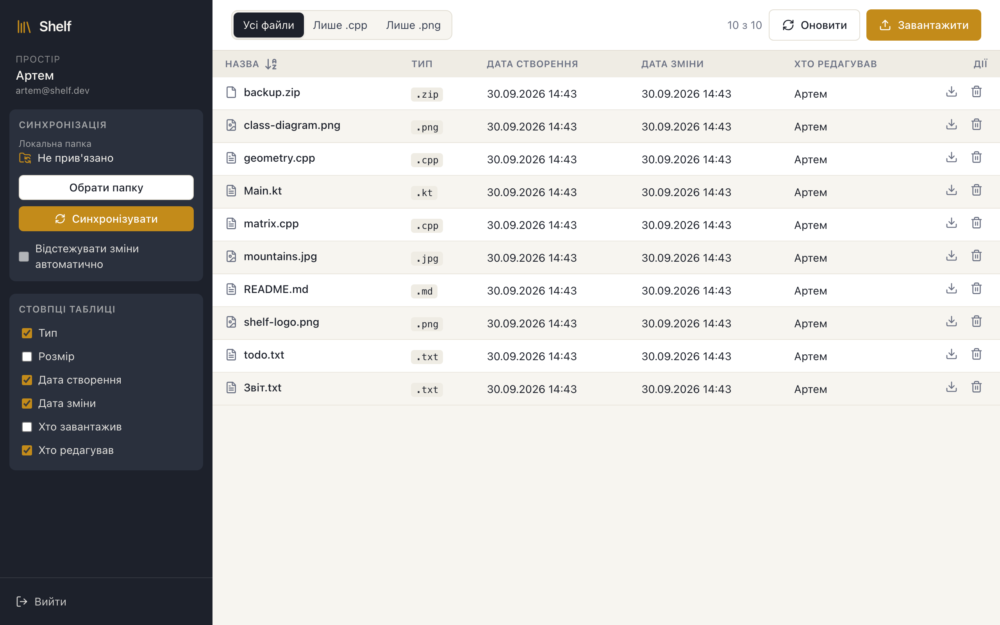 Shelf
ПРОСТІР
Артем
artem@shelf.dev
СИНХРОНІЗАЦІЯ
Локальна папка
Не прив'язано
Обрати папку
Синхронізувати
Відстежувати зміни
автоматично
СТОВПЦІ ТАБЛИЦІ
Тип
Розмір
Дата створення
Дата зміни
Хто завантажив
Хто редагував
Вийти
Усі файли Лише .cpp Лише .png 10 з 10 Оновити Завантажити
НАЗВА ТИП ДАТА СТВОРЕННЯ ДАТА ЗМІНИ ХТО РЕДАГУВАВ ДІЇ
backup.zip .zip 30.09.2026 14:43 30.09.2026 14:43 Артем
class-diagram.png .png 30.09.2026 14:43 30.09.2026 14:43 Артем
geometry.cpp .cpp 30.09.2026 14:43 30.09.2026 14:43 Артем
Main.kt .kt 30.09.2026 14:43 30.09.2026 14:43 Артем
matrix.cpp .cpp 30.09.2026 14:43 30.09.2026 14:43 Артем
mountains.jpg .jpg 30.09.2026 14:43 30.09.2026 14:43 Артем
README.md .md 30.09.2026 14:43 30.09.2026 14:43 Артем
shelf-logo.png .png 30.09.2026 14:43 30.09.2026 14:43 Артем
todo.txt .txt 30.09.2026 14:43 30.09.2026 14:43 Артем
Звіт.txt .txt 30.09.2026 14:43 30.09.2026 14:43 Артем